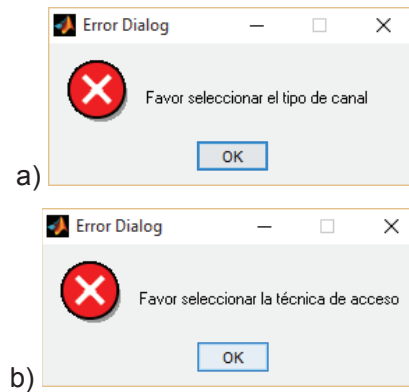 Error Dialog
Favor seleccionar el tipo de canal
OK
a)
Error Dialog
Favor seleccionar la técnica de acceso
OK
b)